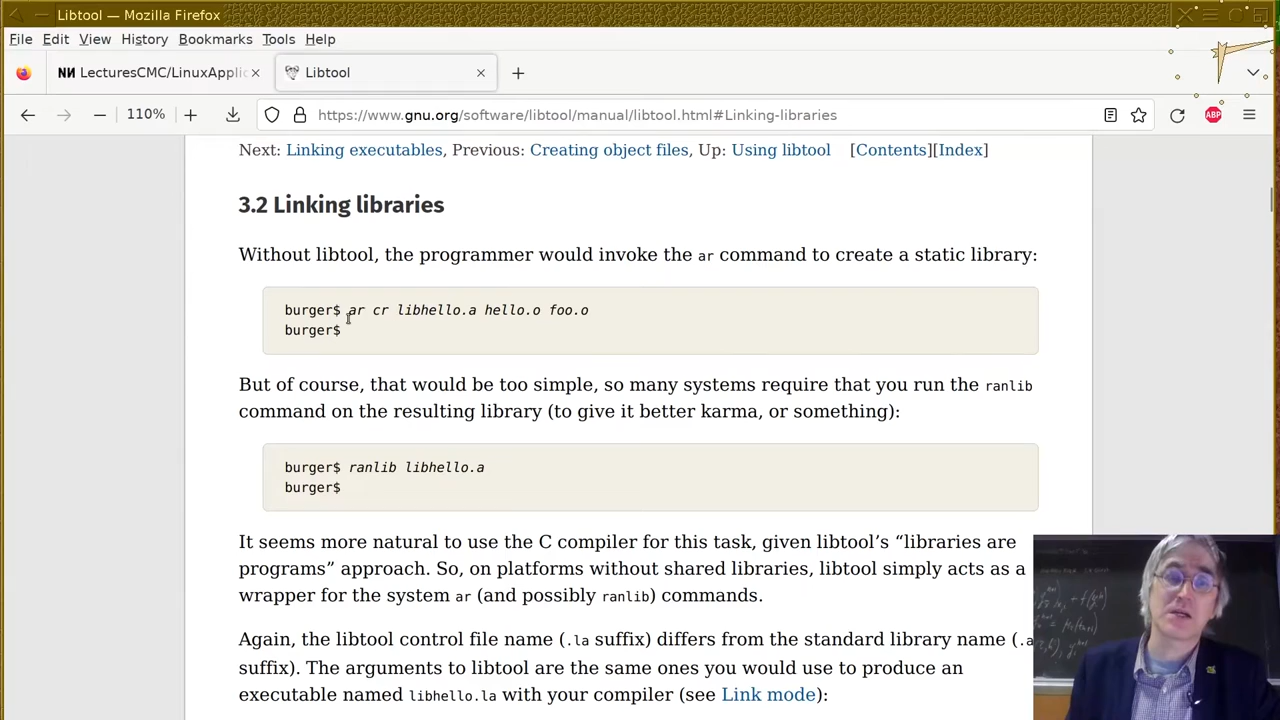 Libtool — Mozilla Firefox
File Edit View History Bookmarks Tools Help
LecturesCMC/LinuxApplic
Libtool
110%
https://www.gnu.org/software/libtool/manual/libtool.html#Linking-libraries
ABP
Next: Linking executables, Previous: Creating object files, Up: Using libtool [Contents][Index]
3.2 Linking libraries
Without libtool, the programmer would invoke the ar command to create a static library:
burger$ ar cr libhello.a hello.o foo.o
burger$
But of course, that would be too simple, so many systems require that you run the ranlib
command on the resulting library (to give it better karma, or something):
burger$ ranlib libhello.a
burger$
It seems more natural to use the C compiler for this task, given libtool’s “libraries are
programs” approach. So, on platforms without shared libraries, libtool simply acts as a
wrapper for the system ar (and possibly ranlib) commands.
Again, the libtool control file name (.la suffix) differs from the standard library name (.a
suffix). The arguments to libtool are the same ones you would use to produce an
executable named libhello.la with your compiler (see Link mode):